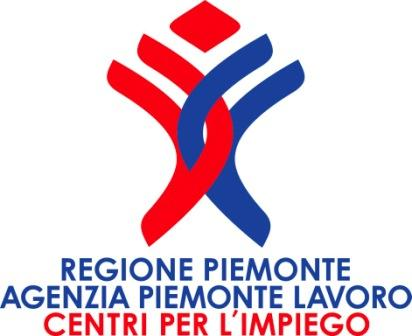 REGIONE PIEMONTE
AGENZIA PIEMONTE LAVORO
CENTRI PER L'IMPIEGO